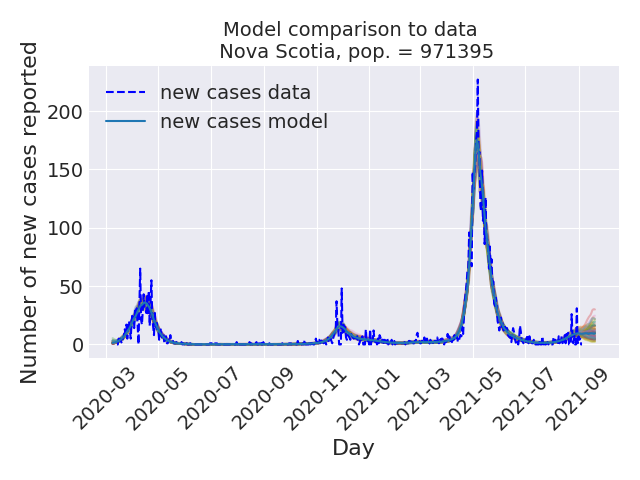 Model comparison to data
Nova Scotia, pop. = 971395
Number of new cases reported
new cases data
new cases model
200
150
100
50
0
2020-03
2020-05
2020-07
2020-09
2020-11
2021-01
2021-03
2021-05
2021-07
2021-09
Day